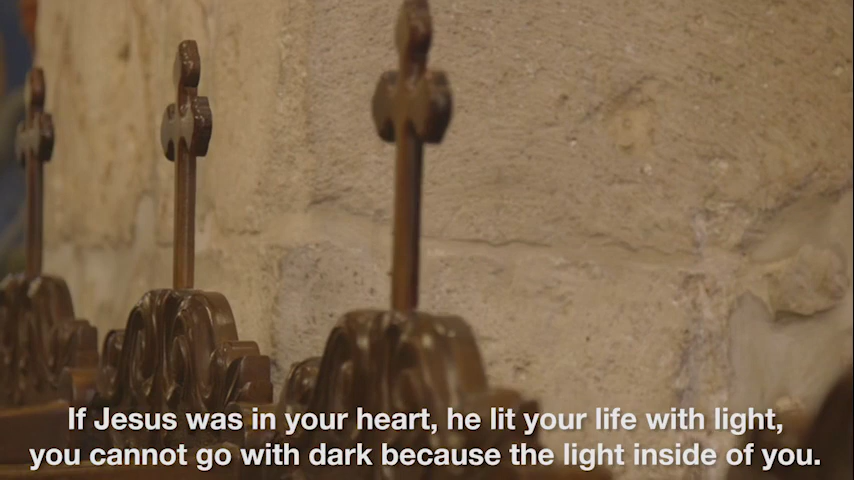 If Jesus was in your heart, he lit your life with light,
you cannot go with dark because the light inside of you.